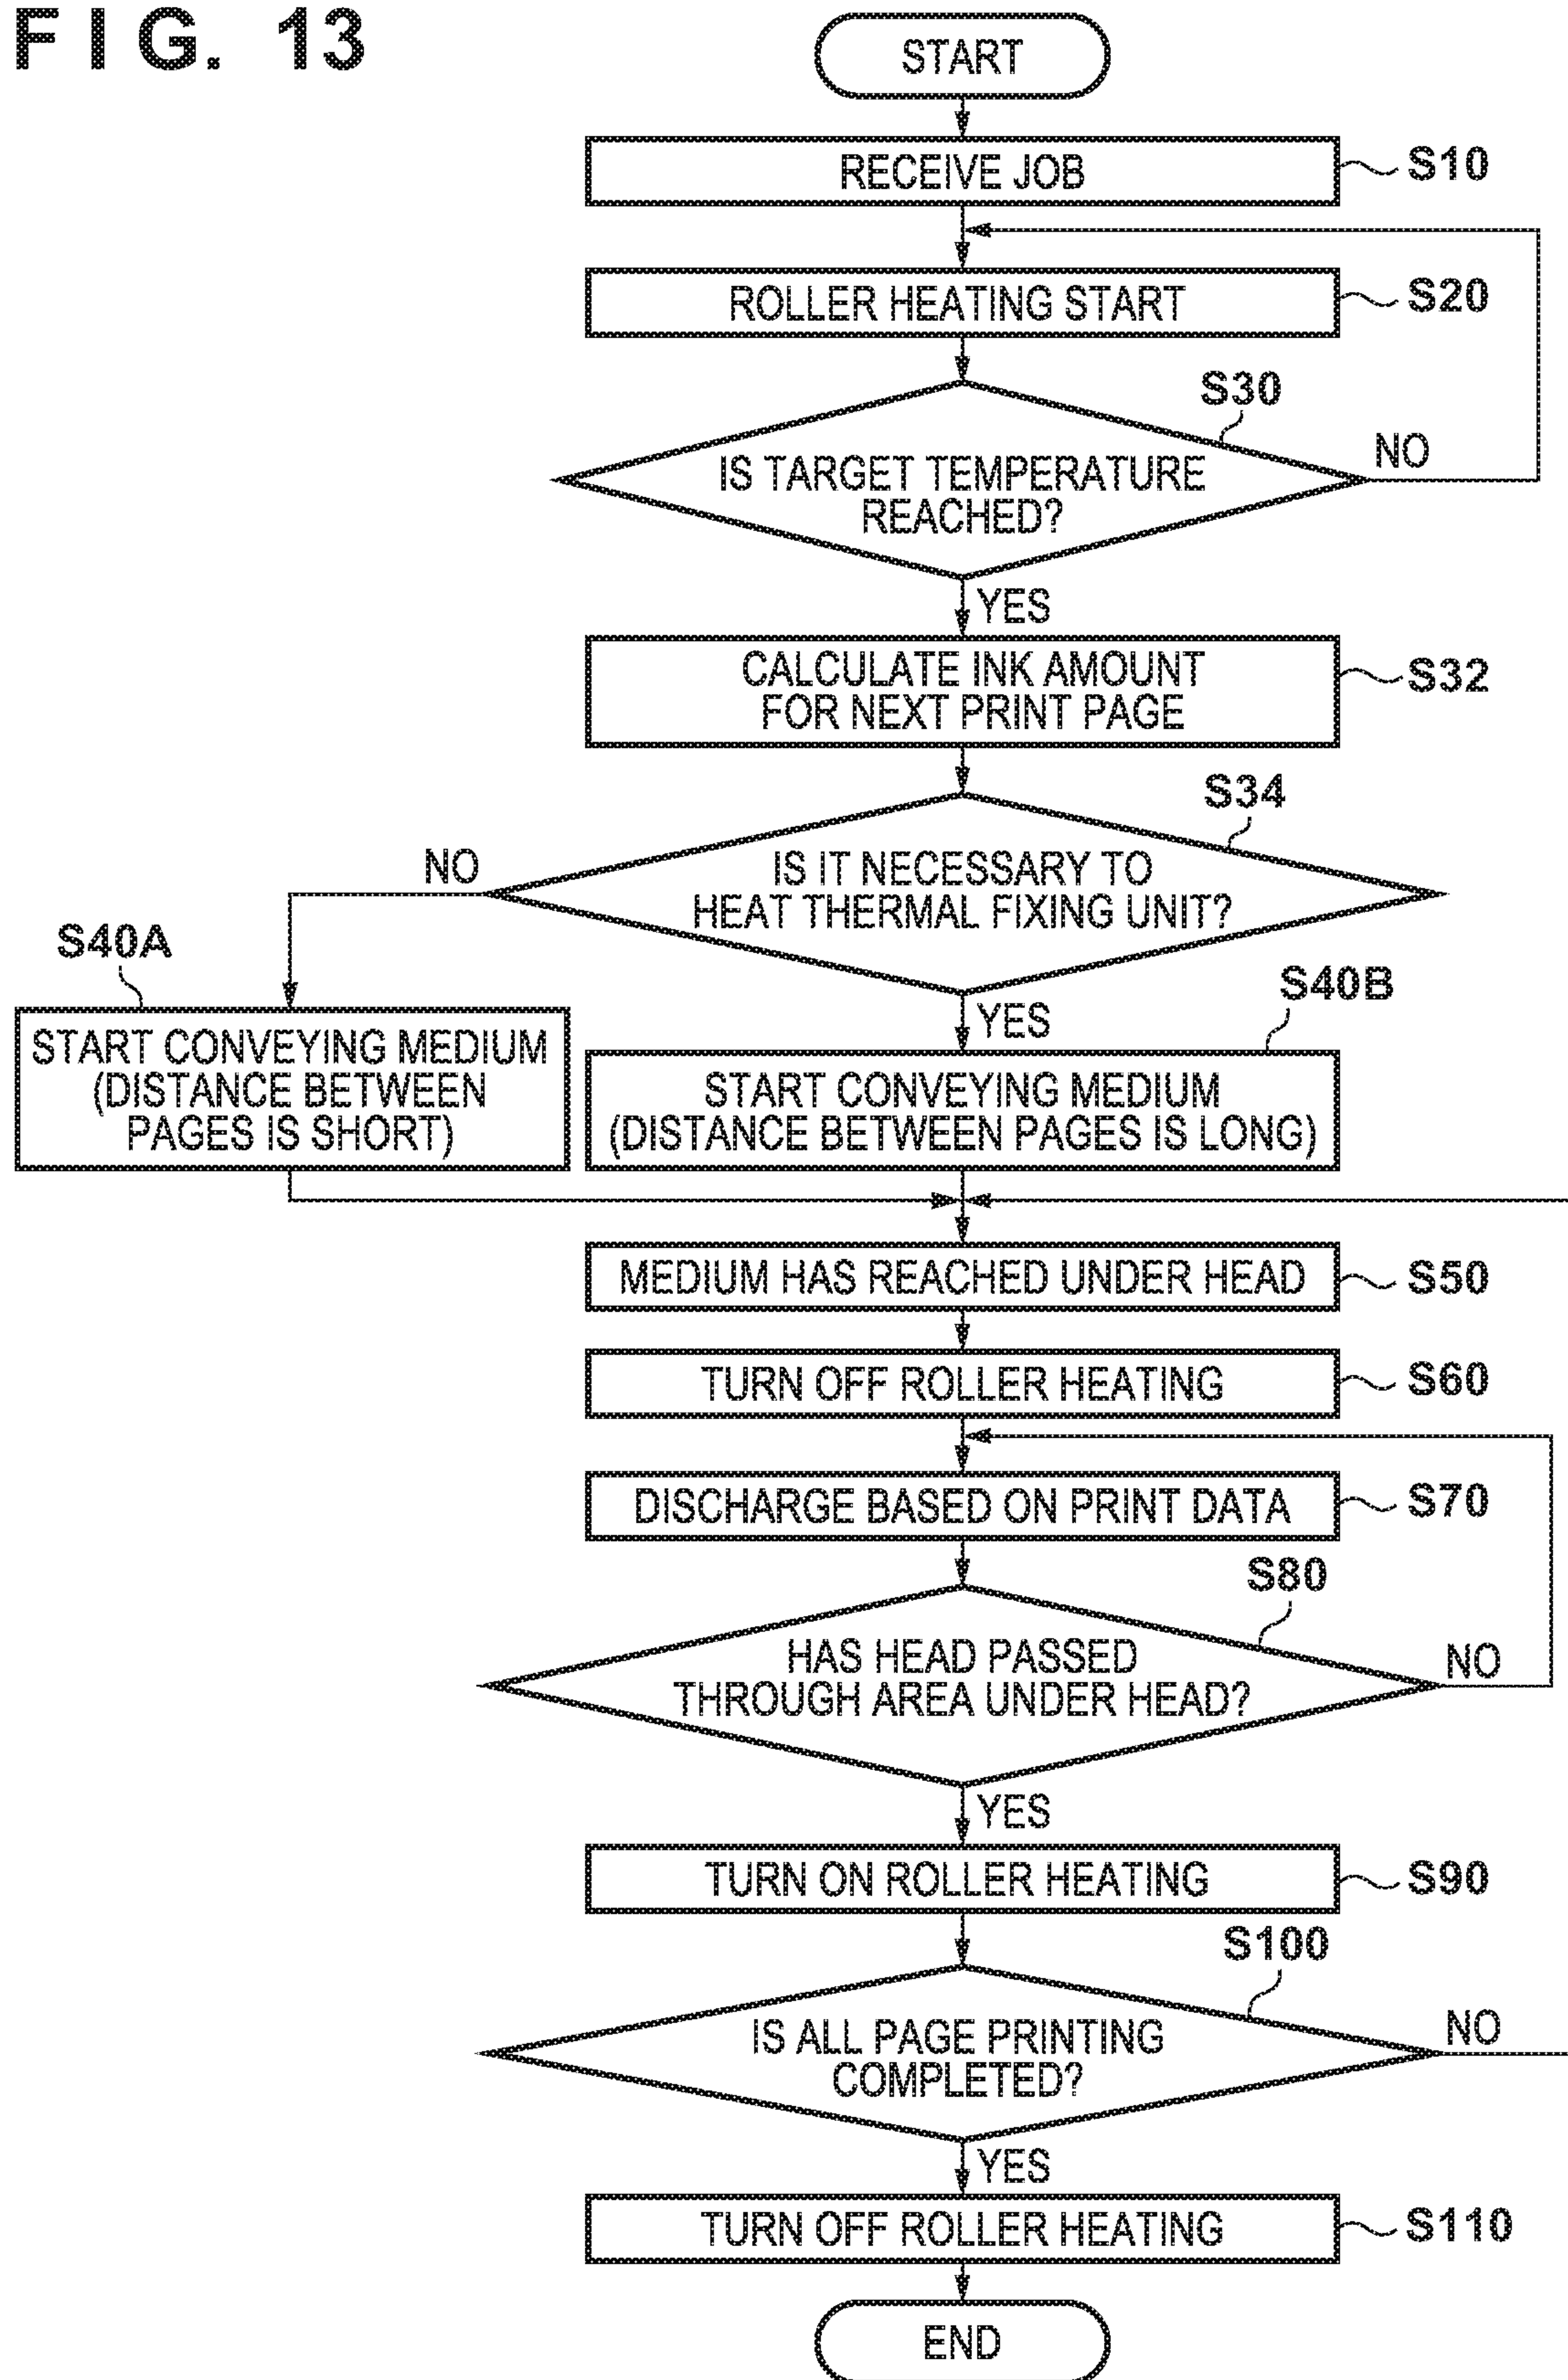 FIG. 13
START
RECEIVE JOB
S10
ROLLER HEATING START
S20
S30
IS TARGET TEMPERATURE
REACHED?
NO
YES
CALCULATE INK AMOUNT
FOR NEXT PRINT PAGE
S32
S34
IS IT NECESSARY TO
HEAT THERMAL FIXING UNIT?
NO
YES
S40A
START CONVEYING MEDIUM
(DISTANCE BETWEEN
PAGES IS SHORT)
S40B
START CONVEYING MEDIUM
(DISTANCE BETWEEN PAGES IS LONG)
MEDIUM HAS REACHED UNDER HEAD
S50
TURN OFF ROLLER HEATING
S60
DISCHARGE BASED ON PRINT DATA
S70
S80
HAS HEAD PASSED
THROUGH AREA UNDER HEAD?
NO
YES
TURN ON ROLLER HEATING
S90
S100
IS ALL PAGE PRINTING
COMPLETED?
NO
YES
TURN OFF ROLLER HEATING
S110
END